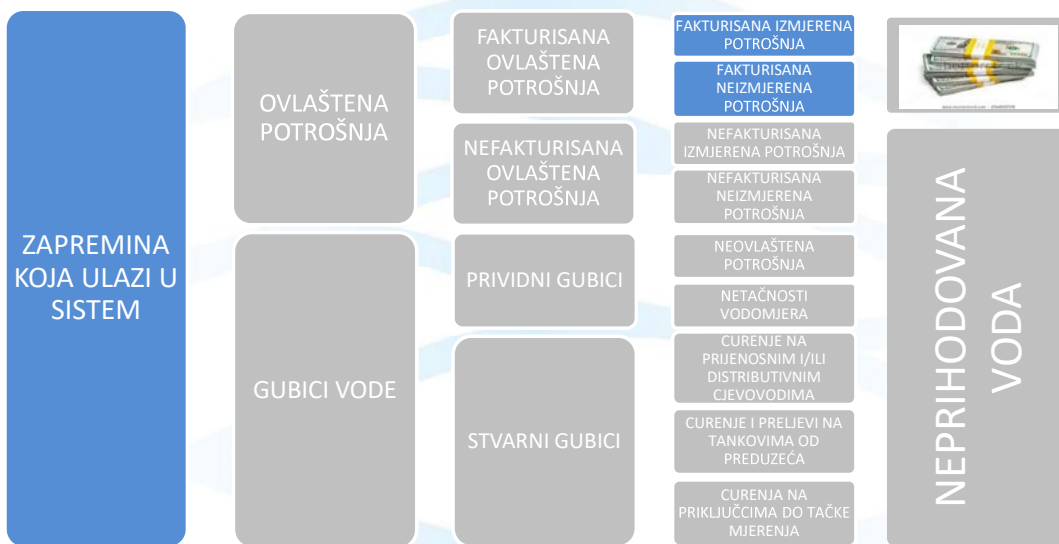 ZAPREMINA
KOJA ULAZI U
SISTEM
OVLAŠTENA
POTROŠNJA
GUBICI VODE
FAKTURISANA
OVLAŠTENA
POTROŠNJA
NEFAKTURISANA
OVLAŠTENA
POTROŠNJA
PRIVIDNI GUBICI
STVARNI GUBICI
FAKTURISANA IZMJERENA
POTROŠNJA
FAKTURISANA
NEIZMJERENA
POTROŠNJA
NEFAKTURISANA
IZMJERENA POTROŠNJA
NEFAKTURISANA
NEIZMJERENA
POTROŠNJA
NEOVLAŠTENA
POTROŠNJA
NETAČNOSTI
VODOMJERA
CURENJE NA
PRIJENOSNIM I/ILI
DISTRIBUTIVNIM
CJEVOVODIMA
CURENJE I PRELJEVI NA
TANKOVIMA OD
PREDUZEĆA
CURENJA NA
PRIKLJUČCIMA DO TAČKE
MJERENJA
NEPRIHODOVANA
VODA